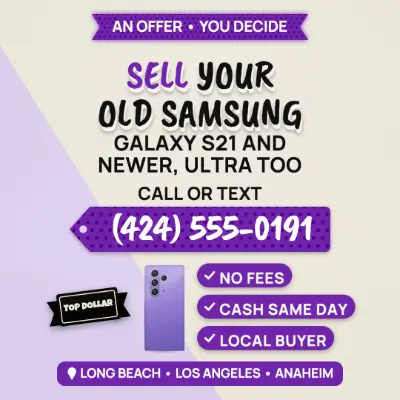 AN OFFER • YOU DECIDE
SELL YOUR
OLD SAMSUNG
GALAXY S21 AND
NEWER, ULTRA TOO
CALL OR TEXT
(424) 555-0191
TOP DOLLAR
NO FEES
CASH SAME DAY
LOCAL BUYER
LONG BEACH • LOS ANGELES • ANAHEIM